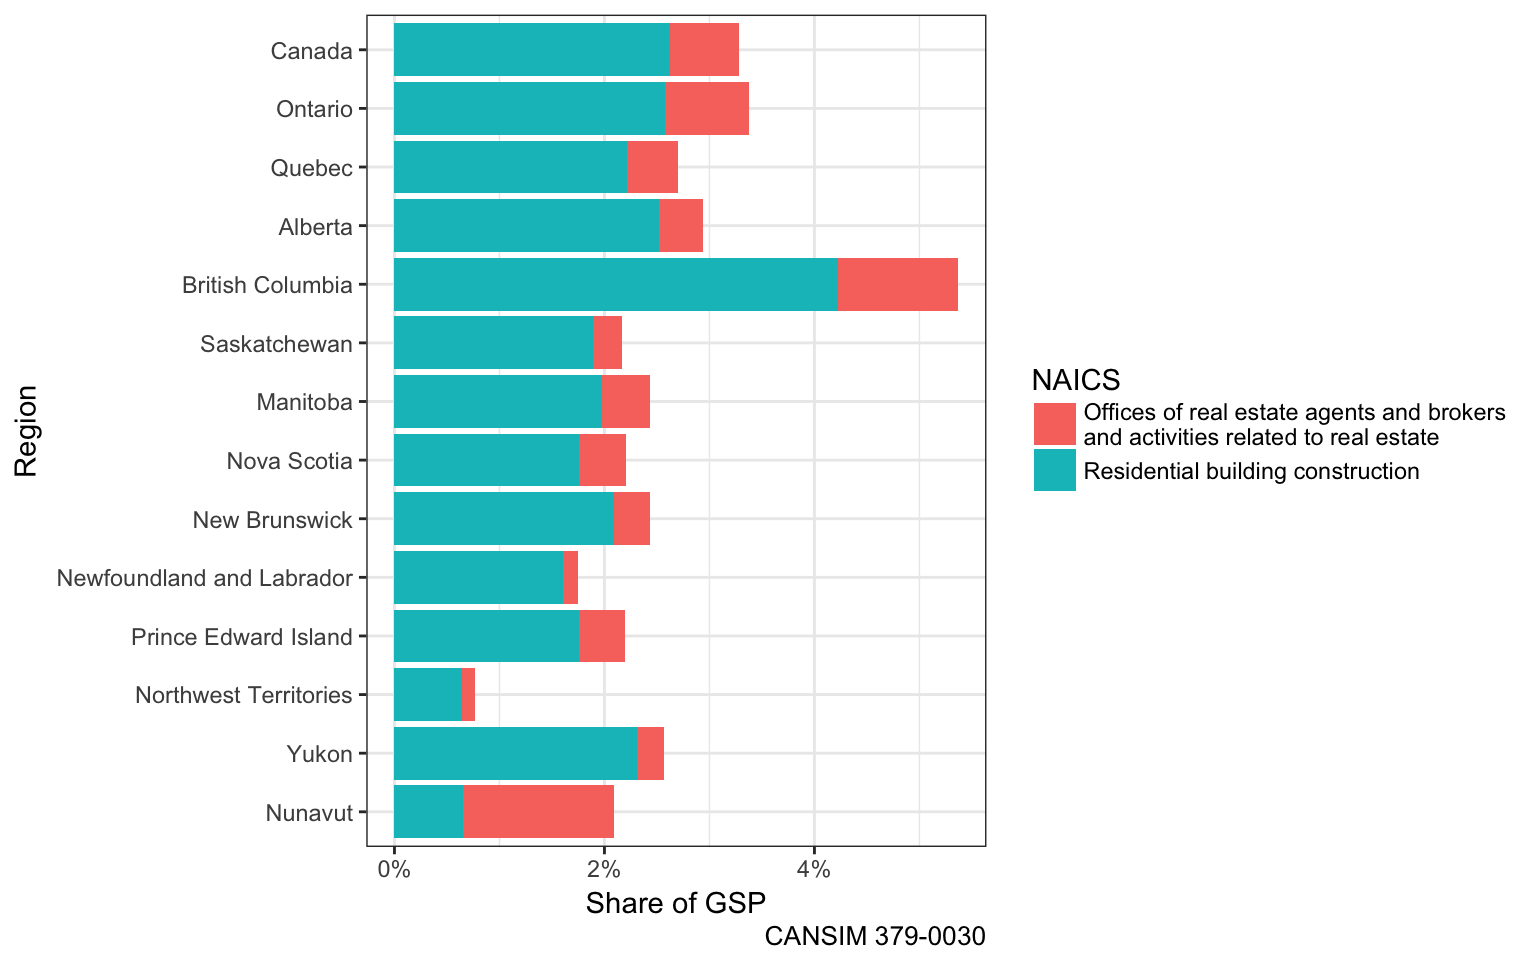 Canada
Ontario
Quebec
Alberta
British Columbia
Saskatchewan
Manitoba
Nova Scotia
New Brunswick
Newfoundland and Labrador
Prince Edward Island
Northwest Territories
Yukon
Nunavut
Region
0% 2% 4%
Share of GSP
CANSIM 379-0030
NAICS
Offices of real estate agents and brokers
and activities related to real estate
Residential building construction